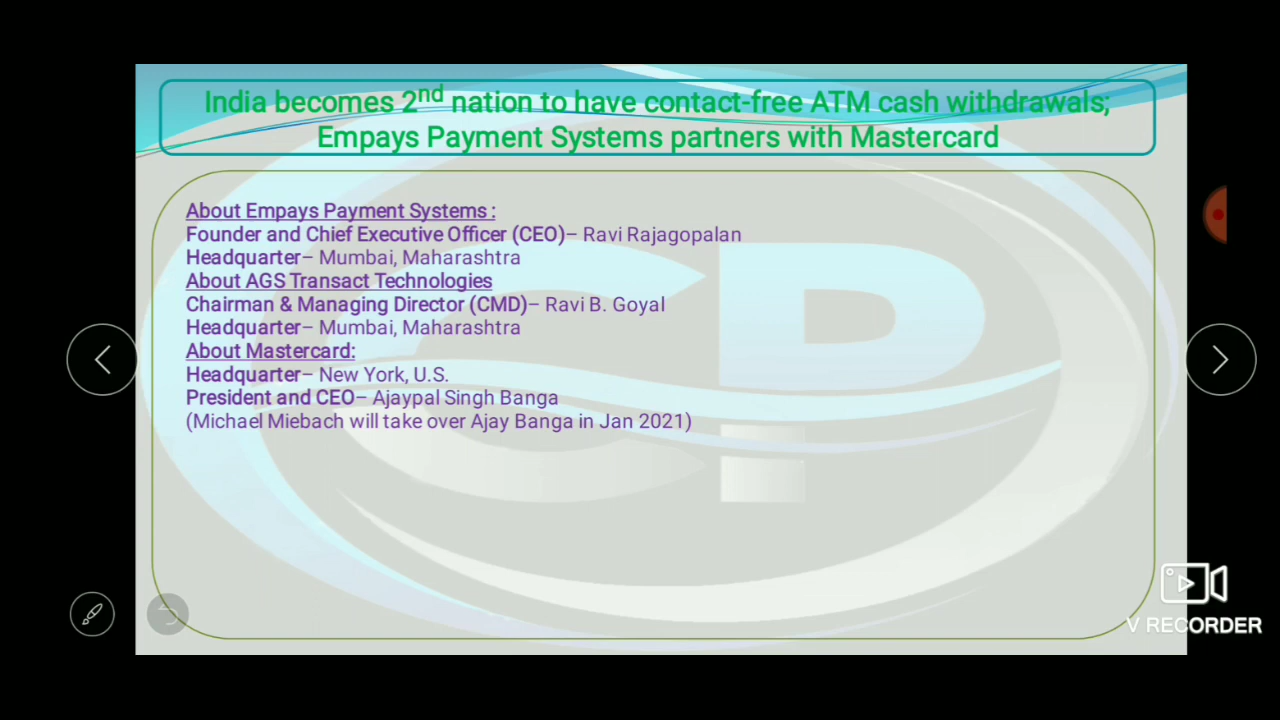 India becomes 2nd nation to have contact-free ATM cash withdrawals;
Empays Payment Systems partners with Mastercard
About Empays Payment Systems :
Founder and Chief Executive Officer (CEO)– Ravi Rajagopalan
Headquarter– Mumbai, Maharashtra
About AGS Transact Technologies
Chairman & Managing Director (CMD)– Ravi B. Goyal
Headquarter– Mumbai, Maharashtra
About Mastercard:
Headquarter– New York, U.S.
President and CEO– Ajaypal Singh Banga
(Michael Miebach will take over Ajay Banga in Jan 2021)
CP
V RECORDER